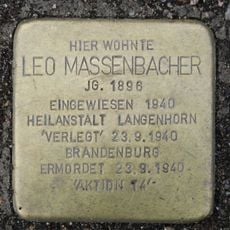 HIER WOHNTE
LEO MASSENBACHER
JG. 1896
EINGEWIESEN 1940
HEILANSTALT LANGENHORN
'VERLEGT' 23.9.1940
BRANDENBURG
ERMORDET 23.9.1940
'AKTION T4'